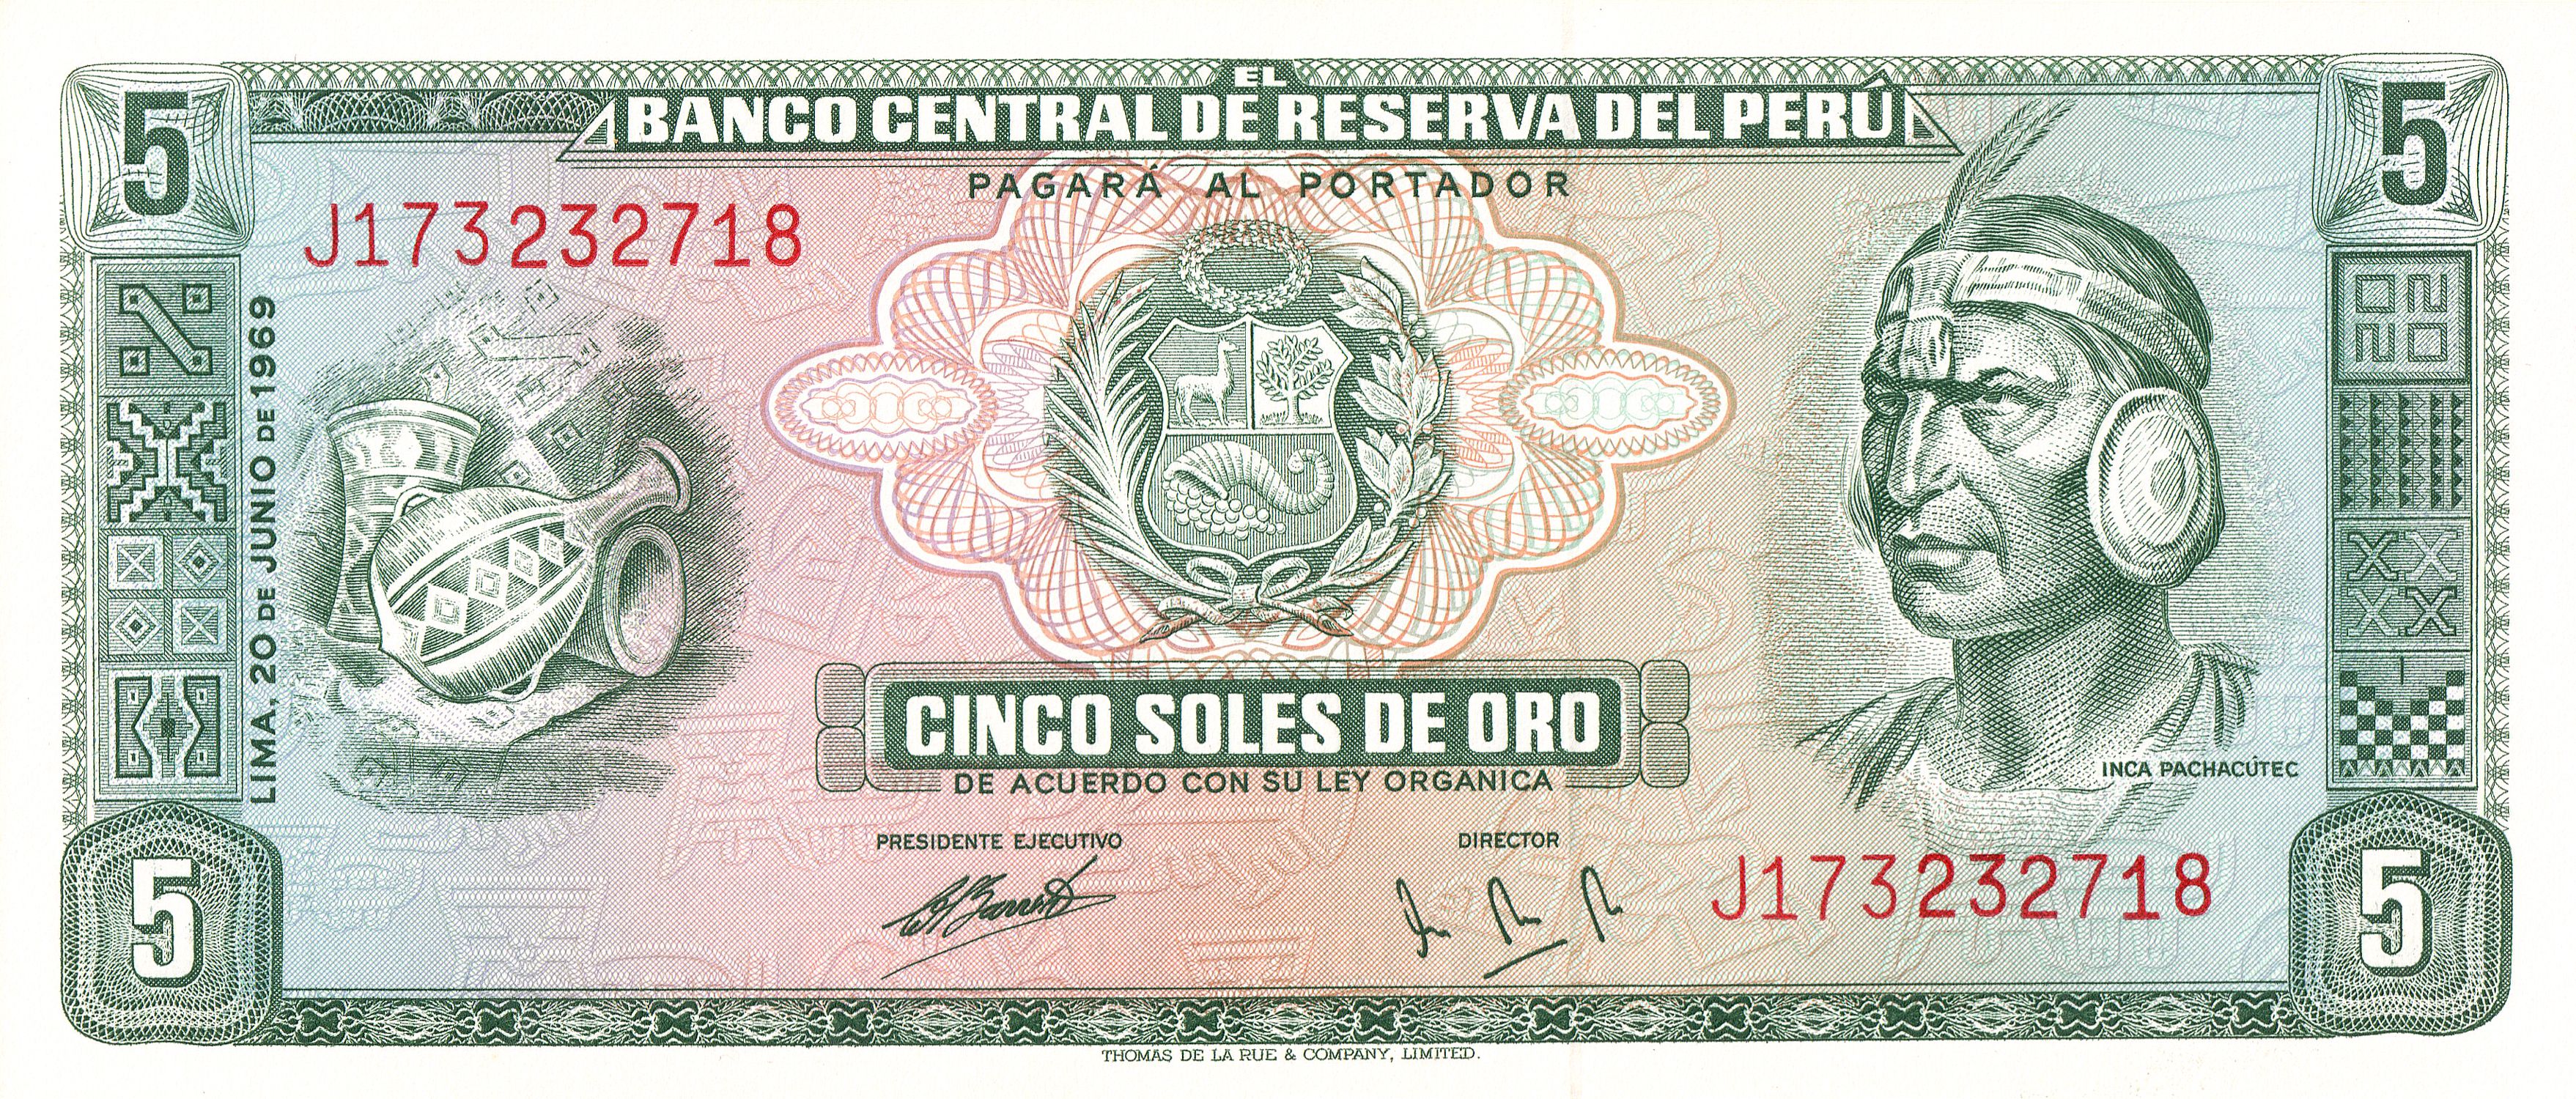 5
EL
BANCO CENTRAL DE RESERVA DEL PERÚ
5
PAGARÁ AL PORTADOR
J173232718
LIMA, 20 DE JUNIO DE 1969
CINCO SOLES DE ORO
DE ACUERDO CON SU LEY ORGANICA
INCA PACHACÚTEC
PRESIDENTE EJECUTIVO
DIRECTOR
J173232718
5
5
THOMAS DE LA RUE & COMPANY, LIMITED.